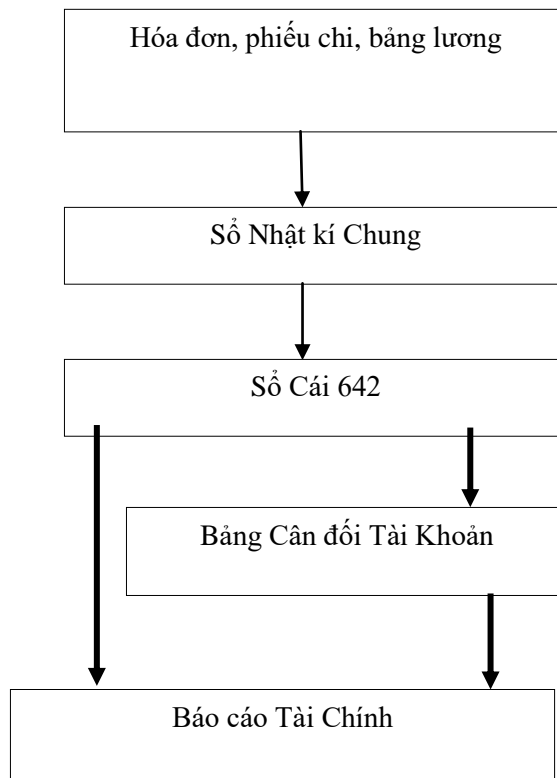 Hóa đơn, phiếu chi, bảng lương
Sổ Nhật kí Chung
Sổ Cái 642
Bảng Cân đối Tài Khoản
Báo cáo Tài Chính